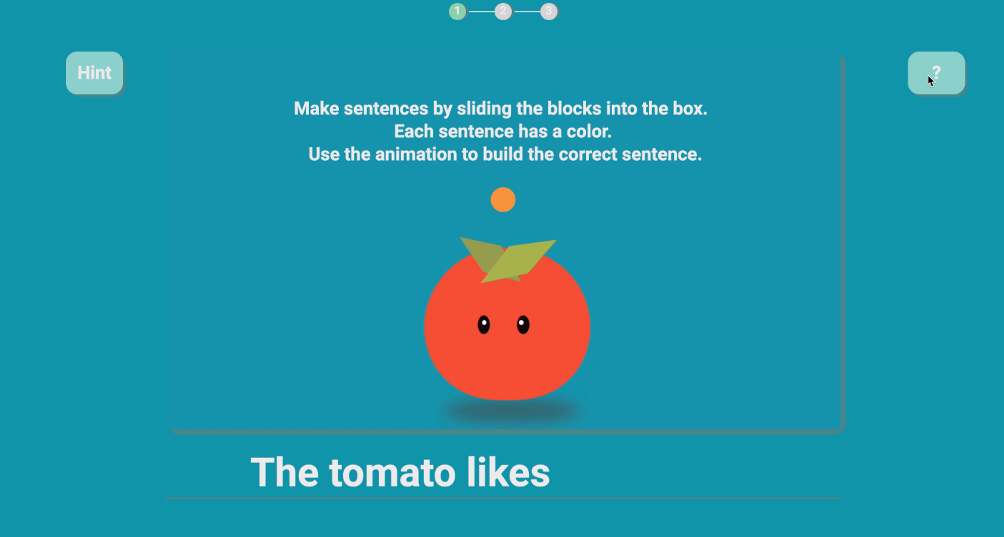 1 2 3
Hint
?
Make sentences by sliding the blocks into the box.
Each sentence has a color.
Use the animation to build the correct sentence.
The tomato likes